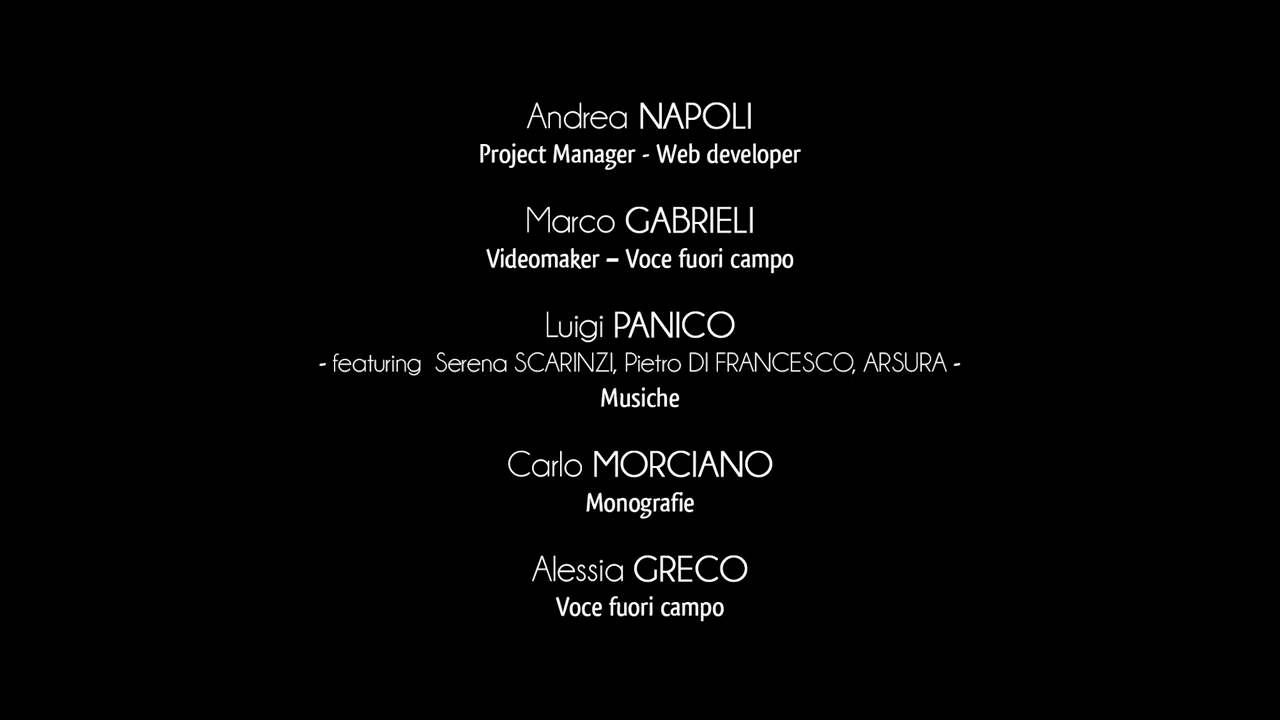 Andrea NAPOLI
Project Manager - Web developer
Marco GABRIELI
Videomaker – Voce fuori campo
Luigi PANICO
- featuring  Serena SCARINZI, Pietro DI FRANCESCO, ARSURA -
Musiche
Carlo MORCIANO
Monografie
Alessia GRECO
Voce fuori campo